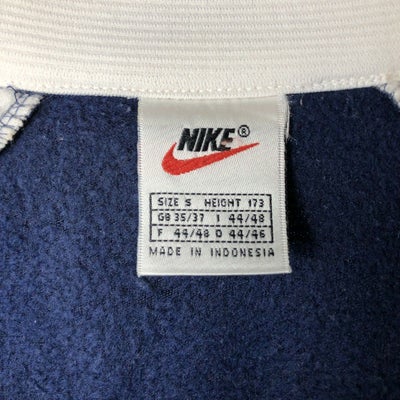 NIKE®
SIZE S HEIGHT 173
GB 35/37 I 44/48
F 44/48 D 44/46
MADE IN INDONESIA